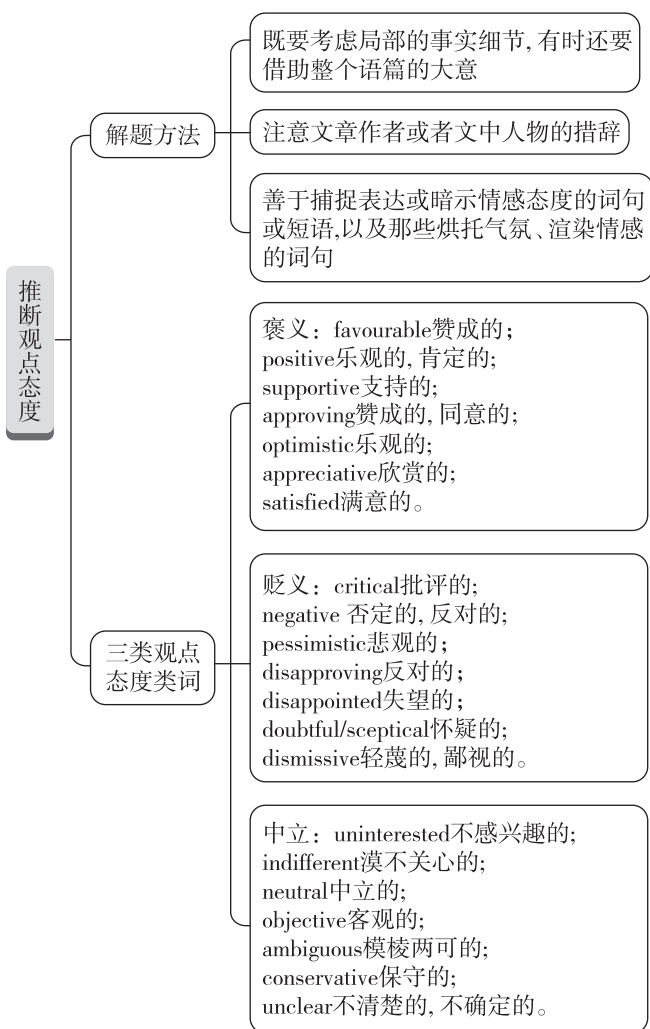 推断观点态度
解题方法
既要考虑局部的事实细节, 有时还要
借助整个语篇的大意
注意文章作者或者文中人物的措辞
善于捕捉表达或暗示情感态度的词句
或短语,以及那些烘托气氛、渲染情感
的词句
三类观点
态度类词
褒义：favourable赞成的；
positive乐观的, 肯定的;
supportive支持的;
approving赞成的, 同意的;
optimistic乐观的;
appreciative欣赏的;
satisfied满意的。
贬义：critical批评的;
negative 否定的, 反对的;
pessimistic悲观的；
disapproving反对的；
disappointed失望的；
doubtful/sceptical怀疑的;
dismissive轻蔑的, 鄙视的。
中立：uninterested不感兴趣的;
indifferent漠不关心的;
neutral中立的;
objective客观的;
ambiguous模棱两可的;
conservative保守的;
unclear不清楚的, 不确定的。